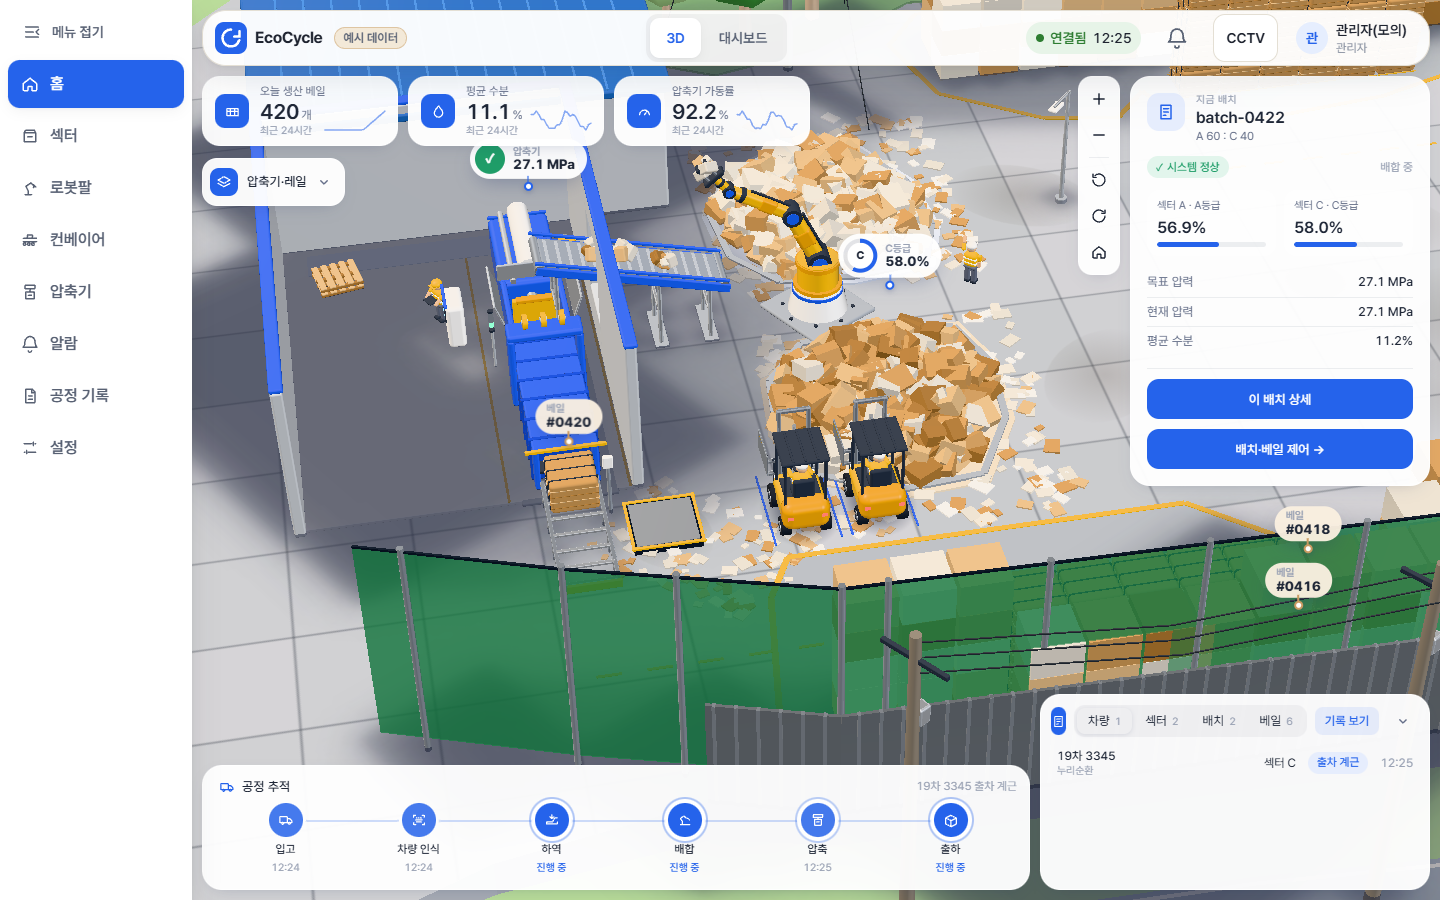 메뉴 접기
홈
섹터
로봇팔
컨베이어
압축기
알람
공정 기록
설정
EcoCycle
예시 데이터
3D
대시보드
연결됨 12:25
CCTV
관
관리자(모의)
관리자
오늘 생산 베일
420 개
최근 24시간
평균 수분
11.1 %
최근 24시간
압축기 가동률
92.2 %
최근 24시간
압축기·레일
압축기
27.1 MPa
C
C등급
58.0%
베일
#0420
베일
#0418
베일
#0416
지금 배치
batch-0422
A 60 : C 40
✓ 시스템 정상
배합 중
섹터 A · A등급
56.9%
섹터 C · C등급
58.0%
목표 압력 27.1 MPa
현재 압력 27.1 MPa
평균 수분 11.2%
이 배치 상세
배치·베일 제어 →
공정 추적
19차 3345 출차 계근
입고
12:24
차량 인식
12:24
하역
진행 중
배합
진행 중
압축
12:25
출하
진행 중
차량 1
섹터 2
배치 2
베일 6
기록 보기
19차 3345
누리순환
섹터 C
출차 계근
12:25